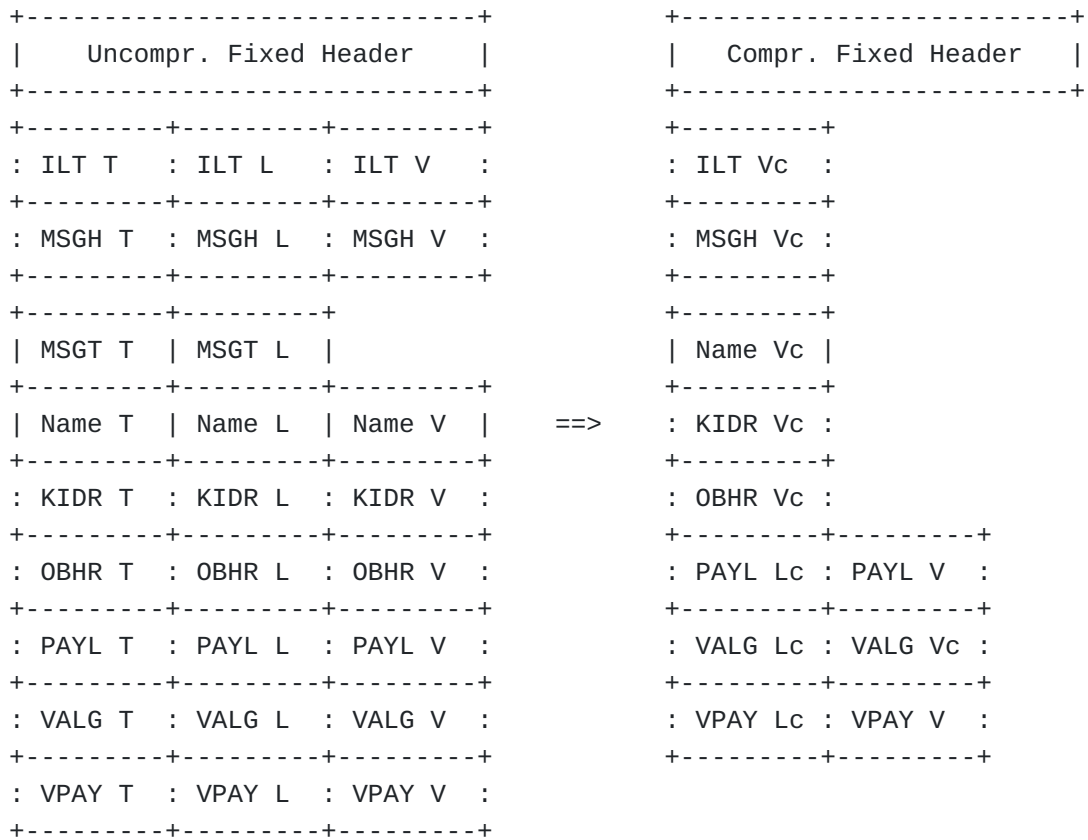 +-----------------------------+            +-------------------------+
|    Uncompr. Fixed Header    |            |   Compr. Fixed Header   |
+-----------------------------+            +-------------------------+
+---------+---------+---------+            +---------+
: ILT T   : ILT L   : ILT V   :            : ILT Vc  :
+---------+---------+---------+            +---------+
: MSGH T  : MSGH L  : MSGH V  :            : MSGH Vc :
+---------+---------+---------+            +---------+
+---------+---------+                      +---------+
| MSGT T  | MSGT L  |                      | Name Vc |
+---------+---------+---------+            +---------+
| Name T  | Name L  | Name V  |    ==>     : KIDR Vc :
+---------+---------+---------+            +---------+
: KIDR T  : KIDR L  : KIDR V  :            : OBHR Vc :
+---------+---------+---------+            +---------+---------+
: OBHR T  : OBHR L  : OBHR V  :            : PAYL Lc : PAYL V  :
+---------+---------+---------+            +---------+---------+
: PAYL T  : PAYL L  : PAYL V  :            : VALG Lc : VALG Vc :
+---------+---------+---------+            +---------+---------+
: VALG T  : VALG L  : VALG V  :            : VPAY Lc : VPAY V  :
+---------+---------+---------+            +---------+---------+
: VPAY T  : VPAY L  : VPAY V  :
+---------+---------+---------+